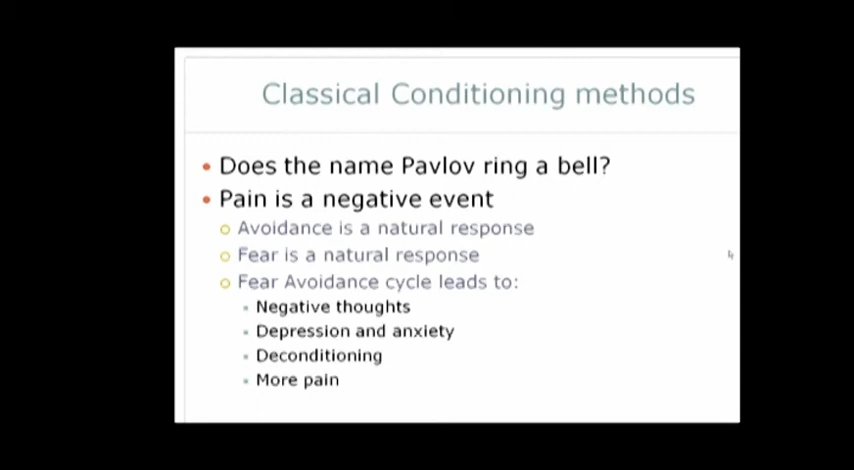 Classical Conditioning methods
Does the name Pavlov ring a bell?
Pain is a negative event
Avoidance is a natural response
Fear is a natural response
Fear Avoidance cycle leads to:
Negative thoughts
Depression and anxiety
Deconditioning
More pain